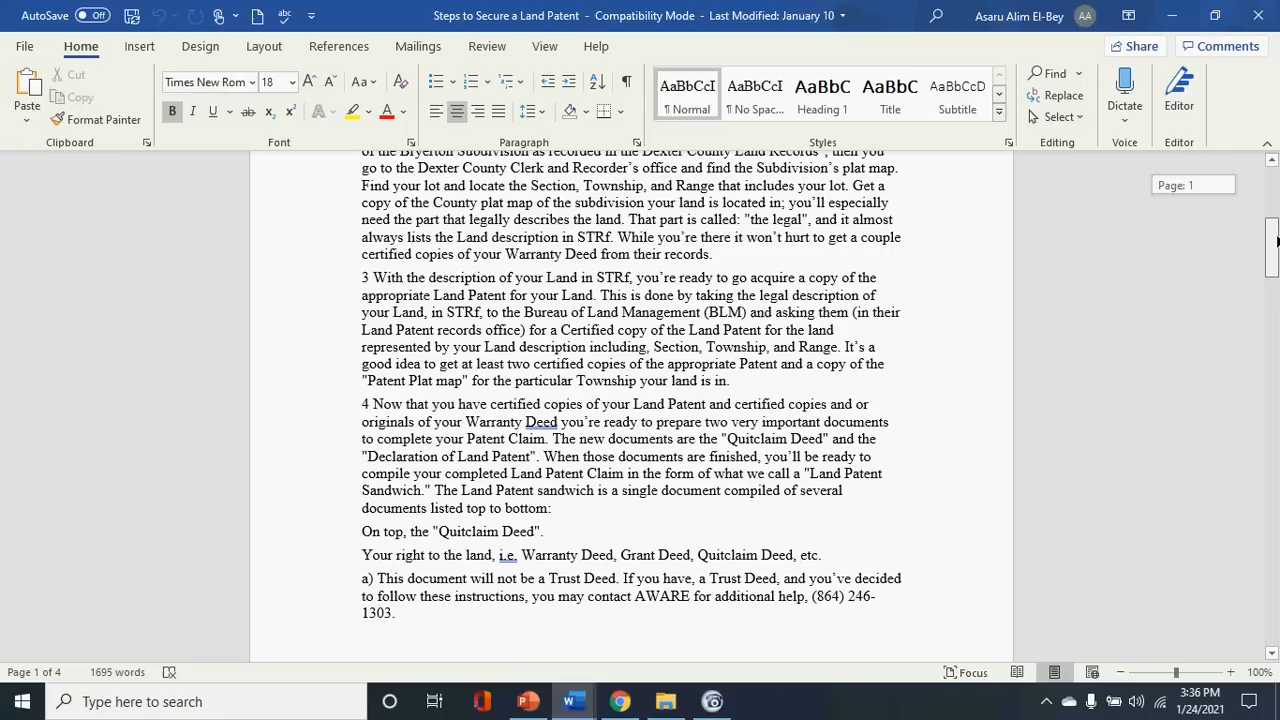 AutoSave Off Steps to Secure a Land Patent - Compatibility Mode - Last Modified: January 10 Asaru Alim El-Bey AA
File Home Insert Design Layout References Mailings Review View Help Share Comments
Paste Cut Copy Format Painter
Times New Rom 18 Aa
B I U ab x₂ x² A A
AaBbCcI AaBbCcI AaBbC AaBbC AaBbCcD
¶ Normal ¶ No Spac... Heading 1 Title Subtitle
Find Replace Select
Dictate Editor
Clipboard Font Paragraph Styles Editing Voice Editor
of the Bryerton Subdivision as recorded in the Dexter County Land Records", then you
go to the Dexter County Clerk and Recorder's office and find the Subdivision's plat map.
Find your lot and locate the Section, Township, and Range that includes your lot. Get a
copy of the County plat map of the subdivision your land is located in; you'll especially
need the part that legally describes the land. That part is called: "the legal", and it almost
always lists the Land description in STRf. While you're there it won't hurt to get a couple
certified copies of your Warranty Deed from their records.
3 With the description of your Land in STRf, you're ready to go acquire a copy of the
appropriate Land Patent for your Land. This is done by taking the legal description of
your Land, in STRf, to the Bureau of Land Management (BLM) and asking them (in their
Land Patent records office) for a Certified copy of the Land Patent for the land
represented by your Land description including, Section, Township, and Range. It's a
good idea to get at least two certified copies of the appropriate Patent and a copy of the
"Patent Plat map" for the particular Township your land is in.
4 Now that you have certified copies of your Land Patent and certified copies and or
originals of your Warranty Deed you're ready to prepare two very important documents
to complete your Patent Claim. The new documents are the "Quitclaim Deed" and the
"Declaration of Land Patent". When those documents are finished, you'll be ready to
compile your completed Land Patent Claim in the form of what we call a "Land Patent
Sandwich." The Land Patent sandwich is a single document compiled of several
documents listed top to bottom:
On top, the "Quitclaim Deed".
Your right to the land, i.e. Warranty Deed, Grant Deed, Quitclaim Deed, etc.
a) This document will not be a Trust Deed. If you have, a Trust Deed, and you've decided
to follow these instructions, you may contact AWARE for additional help, (864) 246-
1303.
Page: 1
Page 1 of 4 1695 words Focus 100%
Type here to search 3:36 PM
1/24/2021